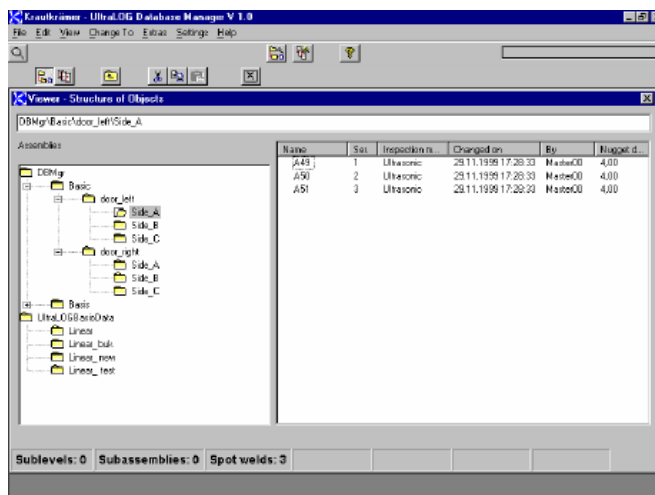 Krautkrämer - UltraLOG Database Manager V 1.0
File Edit View Change To Extras Settings Help
Viewer - Structure of Objects
DBMgr\Basic\door_left\Side_A
Assemblies
Name Set Inspection m... Changed on By Nugget d...
A49 1 Ultrasonic 29.11.1999 17:28:33 Master00 4,00
A50 2 Ultrasonic 29.11.1999 17:28:33 Master00 4,00
A51 3 Ultrasonic 29.11.1999 17:28:33 Master00 4,00
DBMgr
Basic
door_left
Side_A
Side_B
Side_C
door_right
Side_A
Side_B
Side_C
Basis
UltraLOGBasicData
Linear
Linear_bulk
Linear_new
Linear_test
Sublevels: 0 Subassemblies: 0 Spot welds: 3